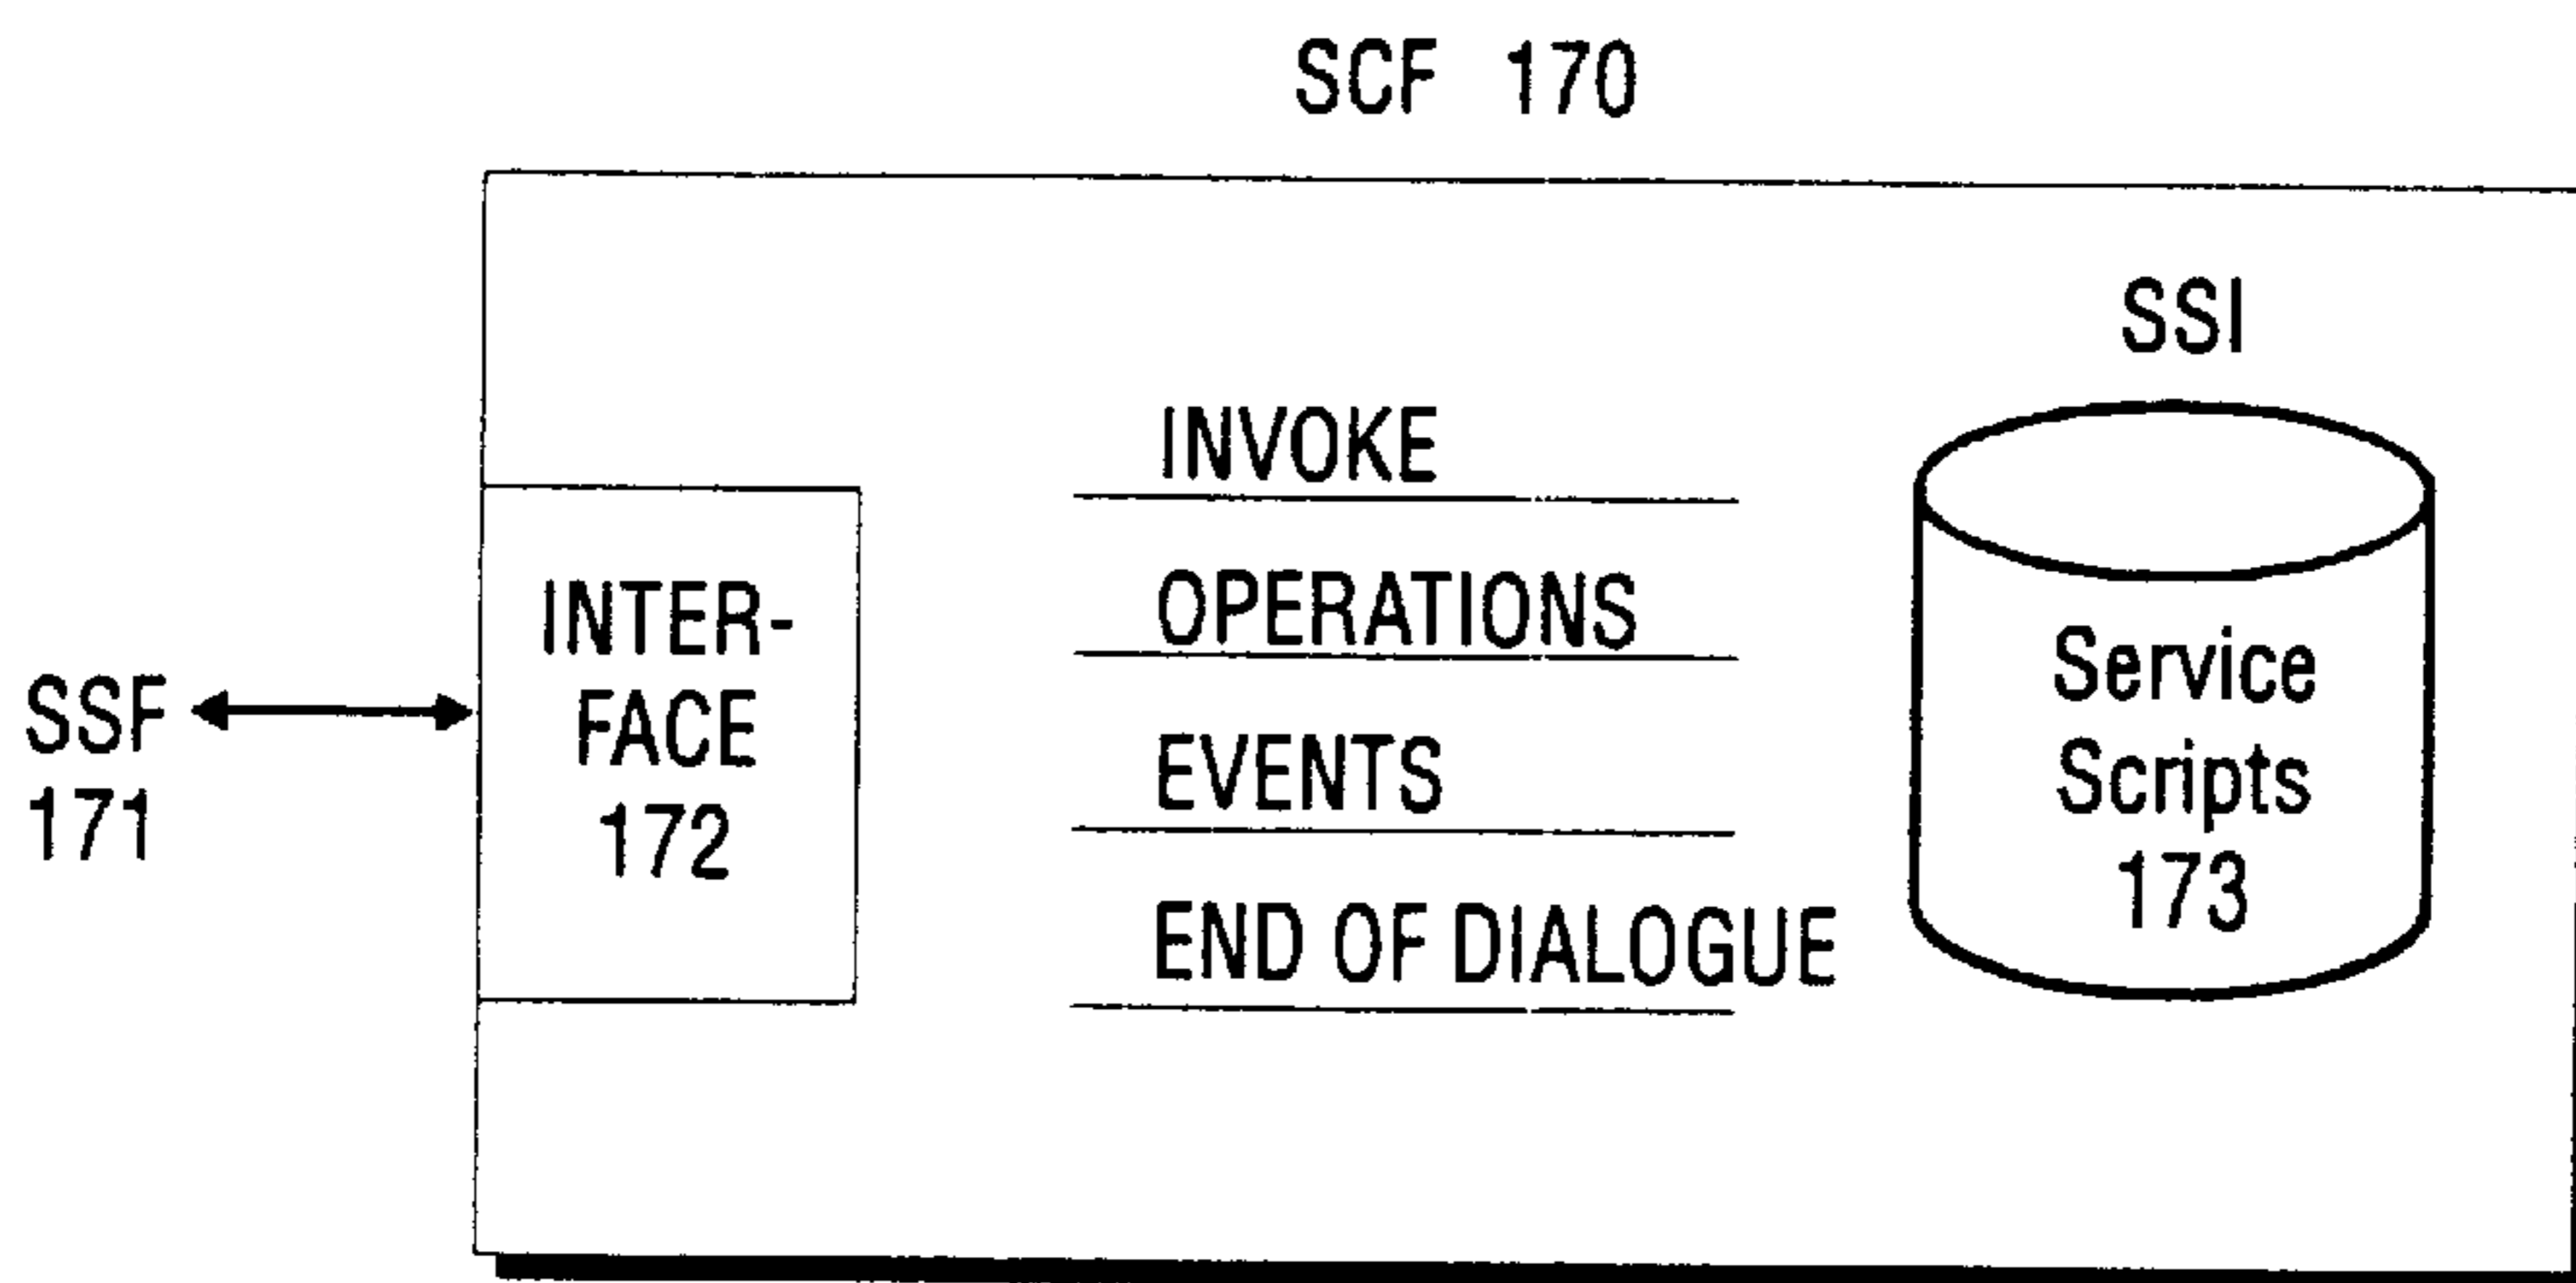 SCF 170
SSI
INVOKE
OPERATIONS
EVENTS
END OF DIALOGUE
INTER-
FACE
172
SSF
171
Service
Scripts
173